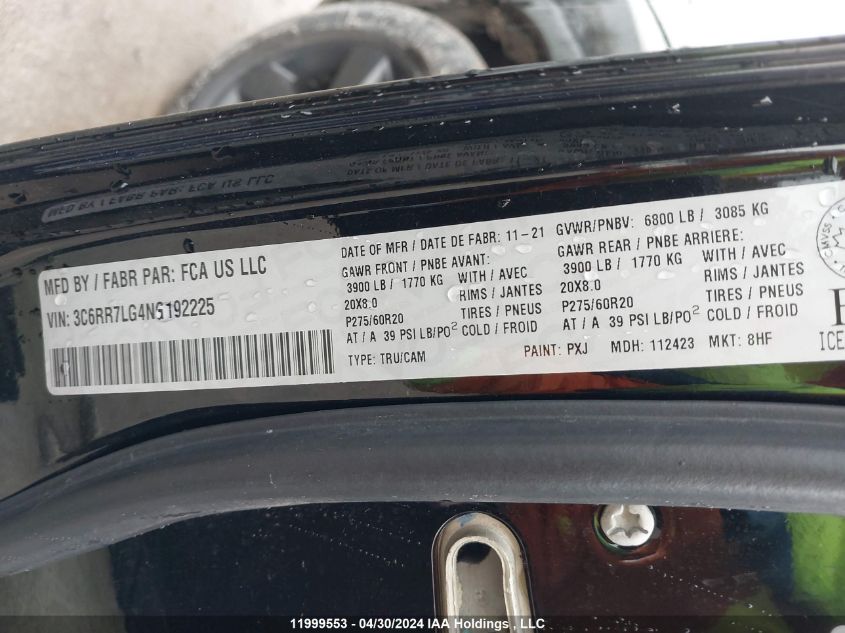 MFD BY / FABR PAR: FCA US LLC
VIN: 3C6RR7LG4NG192225
DATE OF MFR / DATE DE FABR: 11-21
GAWR FRONT / PNBE AVANT:
3900 LB / 1770 KG WITH / AVEC
20X8.0 RIMS / JANTES
P275/60R20
AT / A 39 PSI LB/PO² COLD / FROID
TYPE: TRU/CAM
GVWR/PNBV: 6800 LB / 3085 KG
GAWR REAR / PNBE ARRIERE:
3900 LB / 1770 KG WITH / AVEC
20X8.0 RIMS / JANTES
P275/60R20
AT / A 39 PSI LB/PO² COLD / FROID
PAINT: PXJ MDH: 112423 MKT: 8HF
CMVSS
ICE
11999553 - 04/30/2024 IAA Holdings , LLC